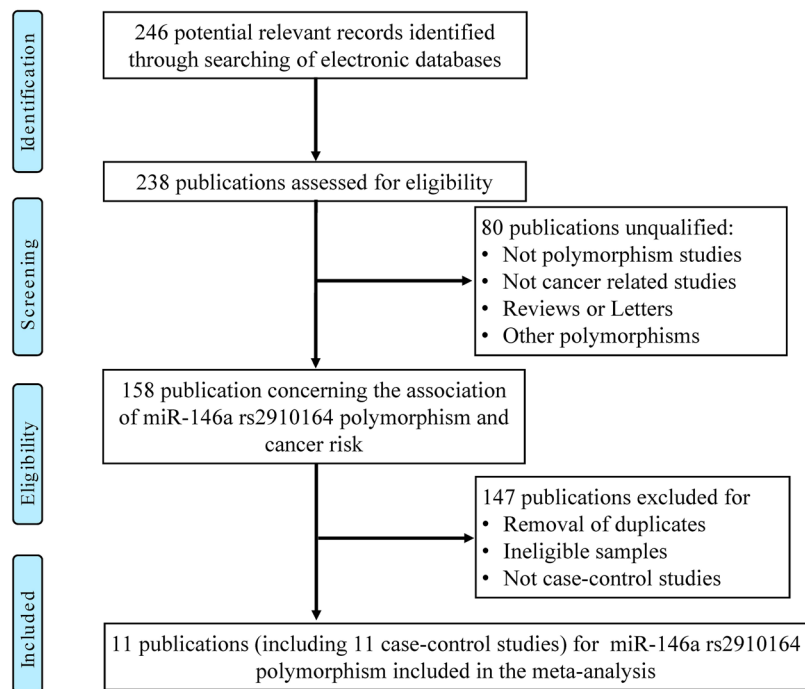 Identification
246 potential relevant records identified
through searching of electronic databases
238 publications assessed for eligibility
Screening
80 publications unqualified:
• Not polymorphism studies
• Not cancer related studies
• Reviews or Letters
• Other polymorphisms
Eligibility
158 publication concerning the association
of miR-146a rs2910164 polymorphism and
cancer risk
147 publications excluded for
• Removal of duplicates
• Ineligible samples
• Not case-control studies
Included
11 publications (including 11 case-control studies) for miR-146a rs2910164
polymorphism included in the meta-analysis